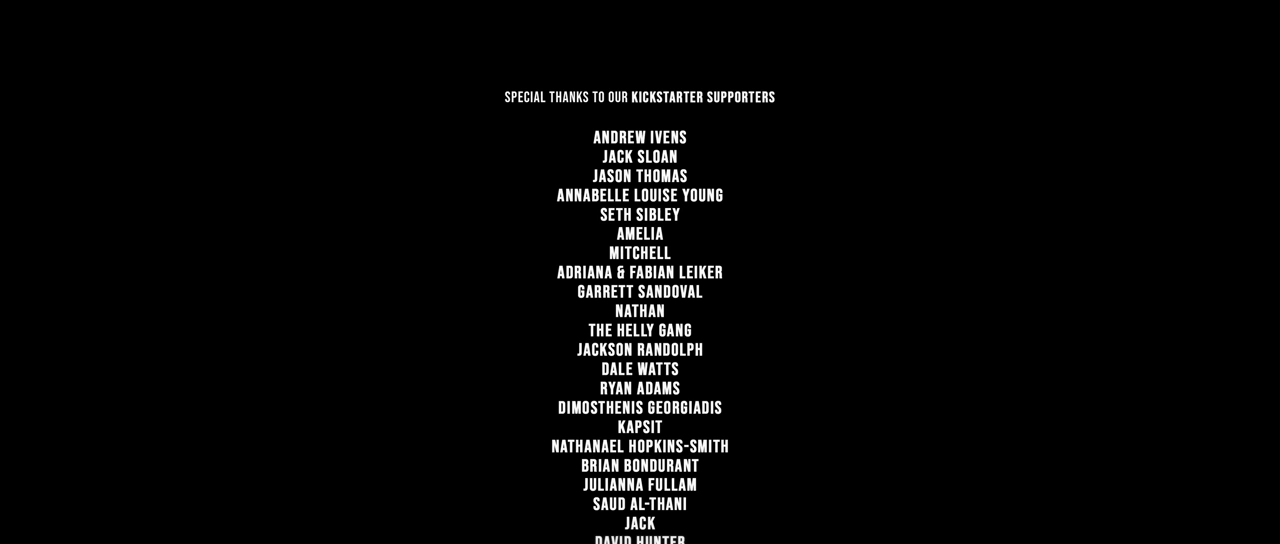 SPECIAL THANKS TO OUR KICKSTARTER SUPPORTERS
ANDREW IVENS
JACK SLOAN
JASON THOMAS
ANNABELLE LOUISE YOUNG
SETH SIBLEY
AMELIA
MITCHELL
ADRIANA & FABIAN LEIKER
GARRETT SANDOVAL
NATHAN
THE HELLY GANG
JACKSON RANDOLPH
DALE WATTS
RYAN ADAMS
DIMOSTHENIS GEORGIADIS
KAPSIT
NATHANAEL HOPKINS-SMITH
BRIAN BONDURANT
JULIANNA FULLAM
SAUD AL-THANI
JACK
DAVID HUNTER